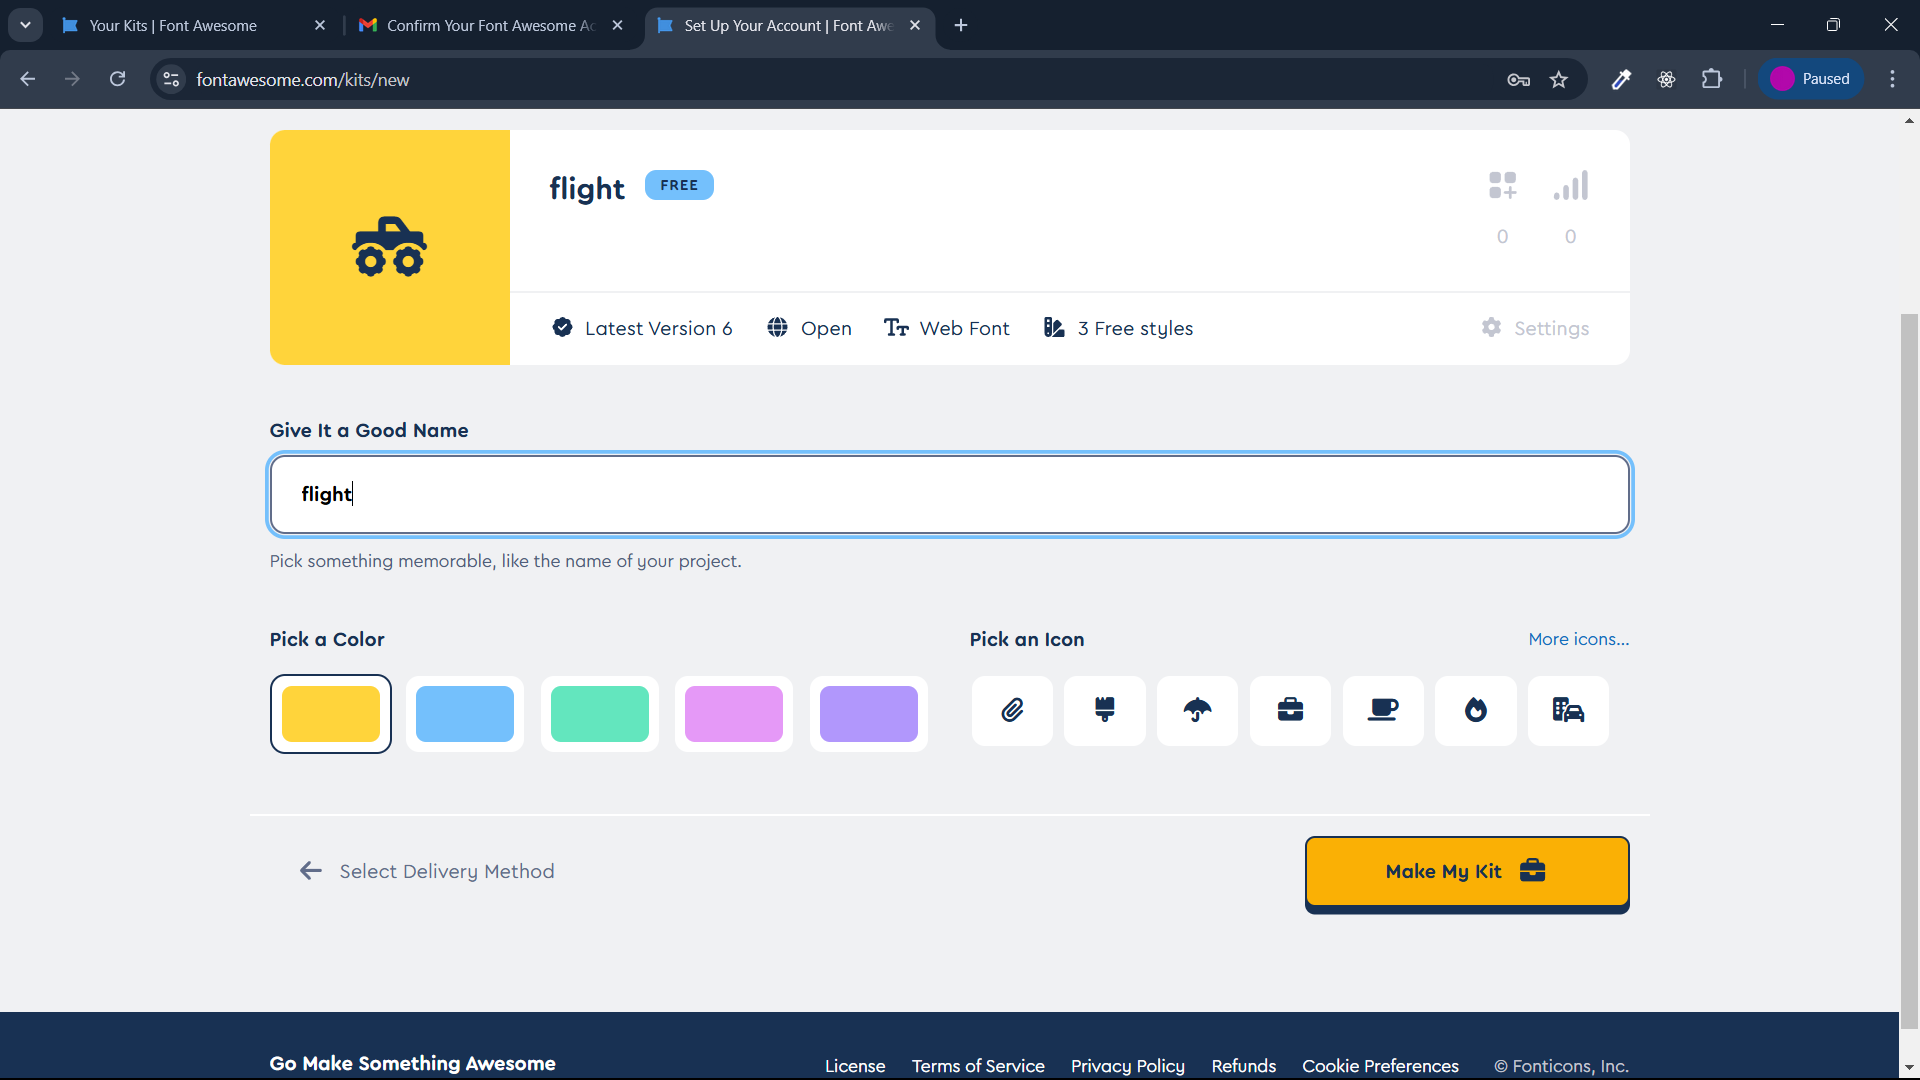 Your Kits | Font Awesome
Confirm Your Font Awesome Ac
Set Up Your Account | Font Awe
fontawesome.com/kits/new
Paused
flight FREE
0 0
Latest Version 6 Open Web Font 3 Free styles Settings
Give It a Good Name
flight
Pick something memorable, like the name of your project.
Pick a Color Pick an Icon More icons...
Select Delivery Method Make My Kit
Go Make Something Awesome License Terms of Service Privacy Policy Refunds Cookie Preferences © Fonticons, Inc.